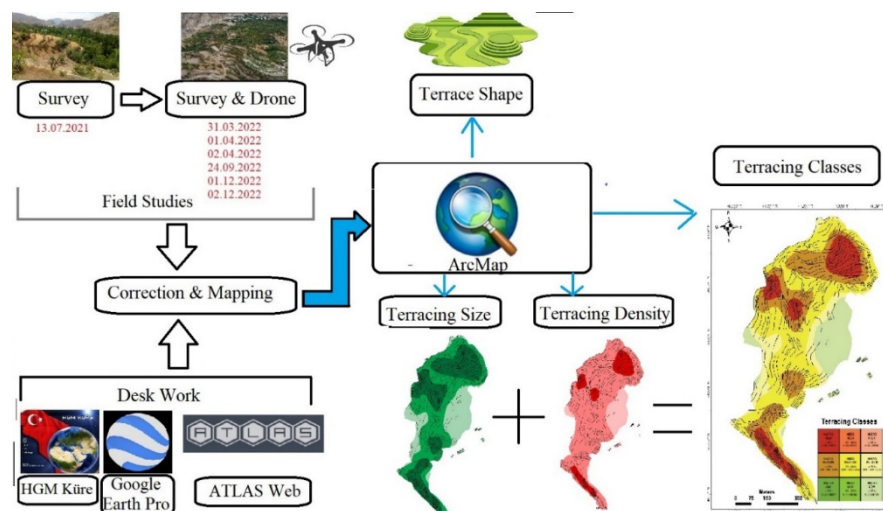 Survey
Survey & Drone
13.07.2021
31.03.2022
01.04.2022
02.04.2022
24.09.2022
01.12.2022
02.12.2022
Field Studies
Correction & Mapping
Desk Work
HGM Küre
Google
Earth Pro
ATLAS
ATLAS Web
Terrace Shape
ArcMap
Terracing Size
Terracing Density
Terracing Classes
Terracing Classes
Meters